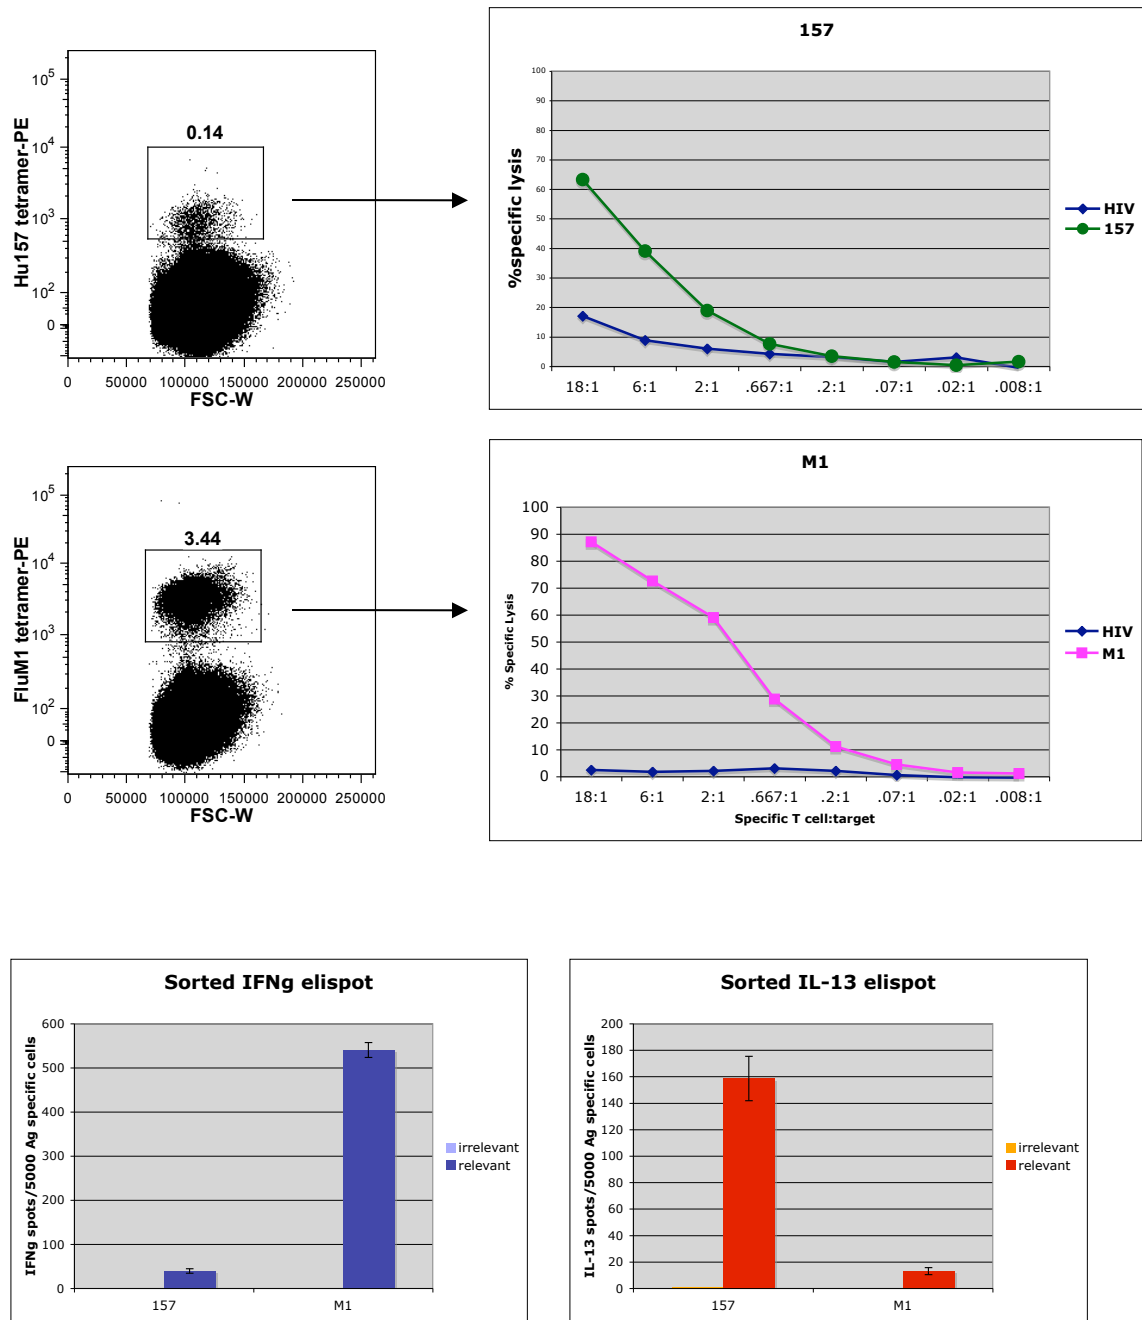 157
100
90
80
70
60
50
40
30
20
10
0
%specific lysis
18:1 6:1 2:1 .667:1 .2:1 .07:1 .02:1 .008:1
HIV
157
Hu157 tetramer-PE
10^5
10^4
10^3
10^2
0
0.14
0 50000 100000 150000 200000 250000
FSC-W
M1
100
90
80
70
60
50
40
30
20
10
0
% Specific Lysis
18:1 6:1 2:1 .667:1 .2:1 .07:1 .02:1 .008:1
Specific T cell:target
HIV
M1
FluM1 tetramer-PE
10^5
10^4
10^3
10^2
0
3.44
0 50000 100000 150000 200000 250000
FSC-W
Sorted IFNg elispot
IFNg spots/5000 Ag specific cells
600
500
400
300
200
100
0
157 M1
irrelevant
relevant
Sorted IL-13 elispot
IL-13 spots/5000 Ag specific cells
200
180
160
140
120
100
80
60
40
20
0
157 M1
irrelevant
relevant